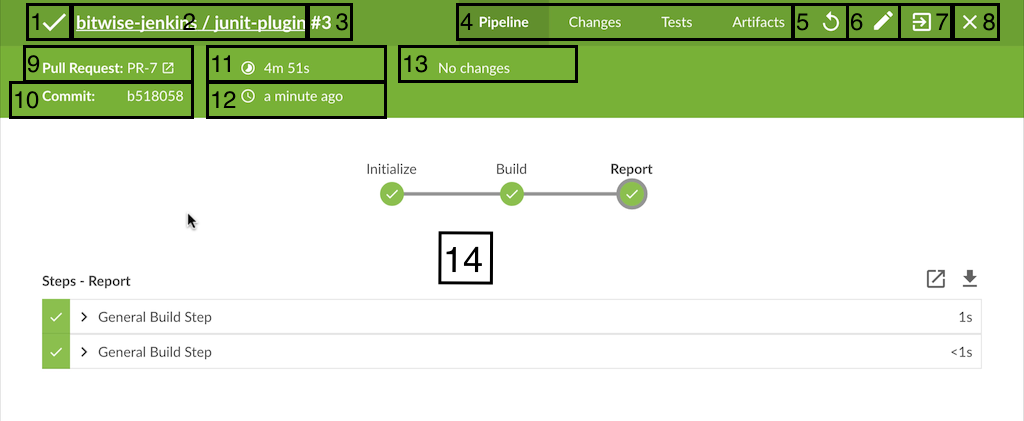 1 bitwise-jenkins / junit-plugin 2 #3 3 4 Pipeline Changes Tests Artifacts 5 6 7 8
9 Pull Request: PR-7 11 4m 51s 13 No changes
10 Commit: b518058 12 a minute ago
Initialize Build Report
14
Steps - Report
General Build Step 1s
General Build Step <1s